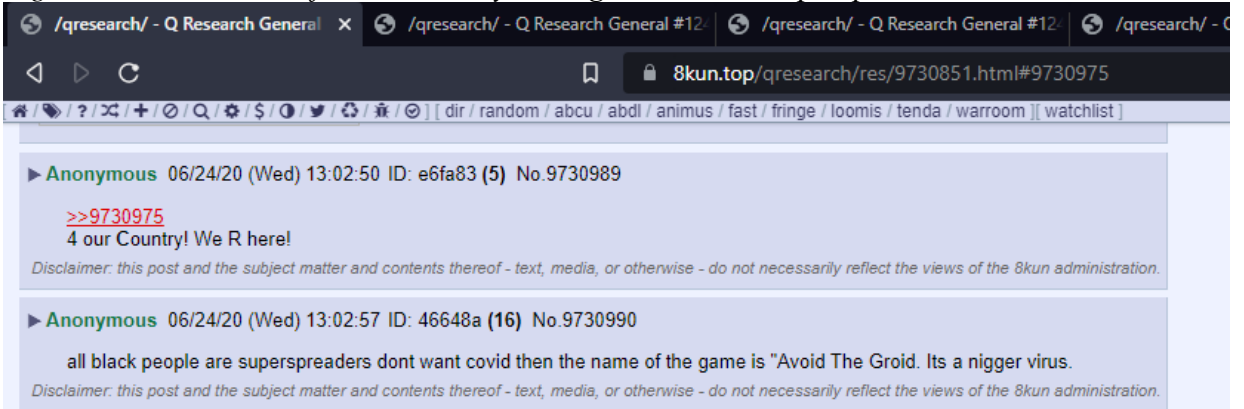 /qresearch/ - Q Research General
/qresearch/ - Q Research General #124
/qresearch/ - Q Research General #124
/qresearch/ -
8kun.top/qresearch/res/9730851.html#9730975
[ / / ? / / + / / / / $ / / / / / ] [ dir / random / abcu / abdl / animus / fast / fringe / loomis / tenda / warroom ][ watchlist ]
Anonymous 06/24/20 (Wed) 13:02:50 ID: e6fa83 (5) No.9730989
>>9730975
4 our Country! We R here!
Disclaimer: this post and the subject matter and contents thereof - text, media, or otherwise - do not necessarily reflect the views of the 8kun administration.
Anonymous 06/24/20 (Wed) 13:02:57 ID: 46648a (16) No.9730990
all black people are superspreaders dont want covid then the name of the game is "Avoid The Groid. Its a nigger virus.
Disclaimer: this post and the subject matter and contents thereof - text, media, or otherwise - do not necessarily reflect the views of the 8kun administration.